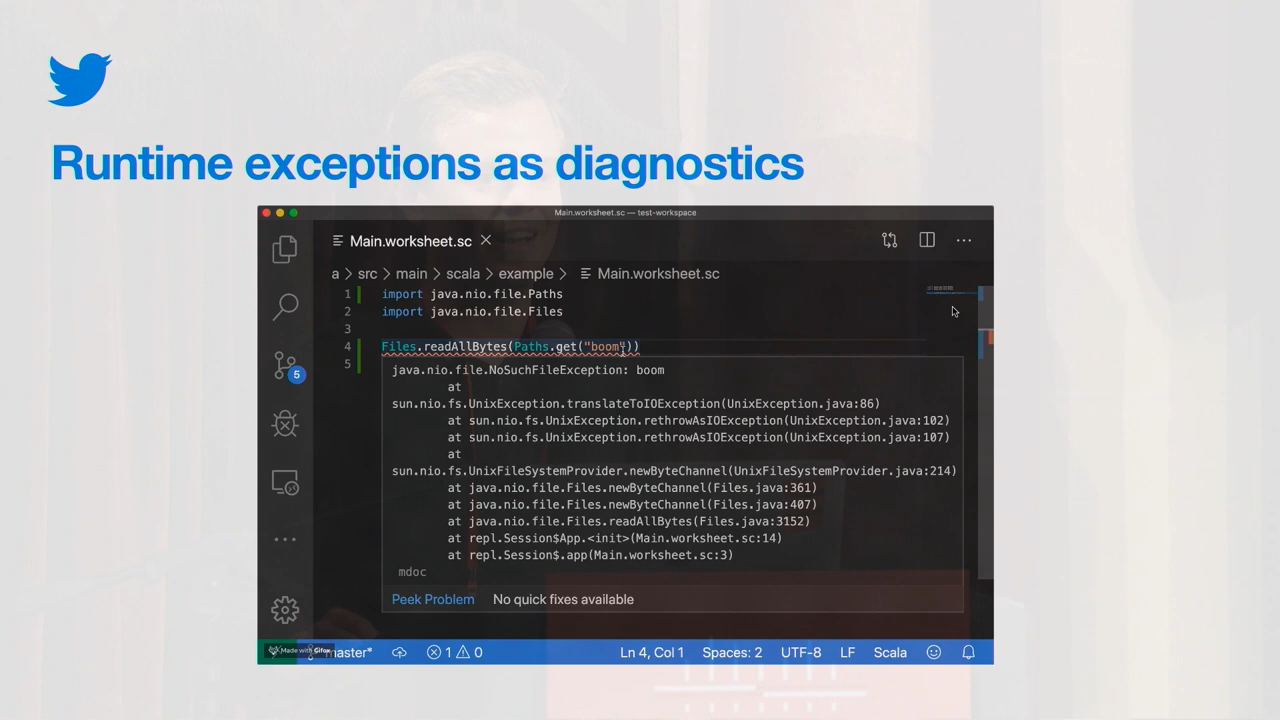 Runtime exceptions as diagnostics
Main.worksheet.sc — test-workspace
Main.worksheet.sc
a > src > main > scala > example > Main.worksheet.sc
1 import java.nio.file.Paths
2 import java.nio.file.Files
3
4 Files.readAllBytes(Paths.get("boom"))
5
java.nio.file.NoSuchFileException: boom
at
sun.nio.fs.UnixException.translateToIOException(UnixException.java:86)
at sun.nio.fs.UnixException.rethrowAsIOException(UnixException.java:102)
at sun.nio.fs.UnixException.rethrowAsIOException(UnixException.java:107)
at
sun.nio.fs.UnixFileSystemProvider.newByteChannel(UnixFileSystemProvider.java:214)
at java.nio.file.Files.newByteChannel(Files.java:361)
at java.nio.file.Files.newByteChannel(Files.java:407)
at java.nio.file.Files.readAllBytes(Files.java:3152)
at repl.Session$App.<init>(Main.worksheet.sc:14)
at repl.Session$.app(Main.worksheet.sc:3)
mdoc
Peek Problem No quick fixes available
5
Made with Gifox master* 1 0 Ln 4, Col 1 Spaces: 2 UTF-8 LF Scala